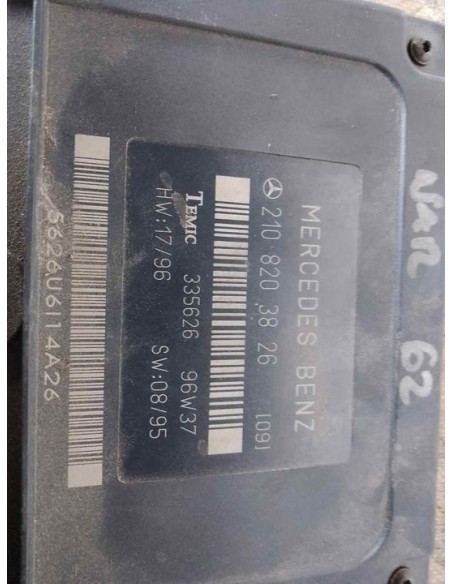 MERCEDES BENZ
210 820 38 26 [09]
TEMIC 335626 96W37
HW:17/96 SW:08/95
5626U6114A26
62